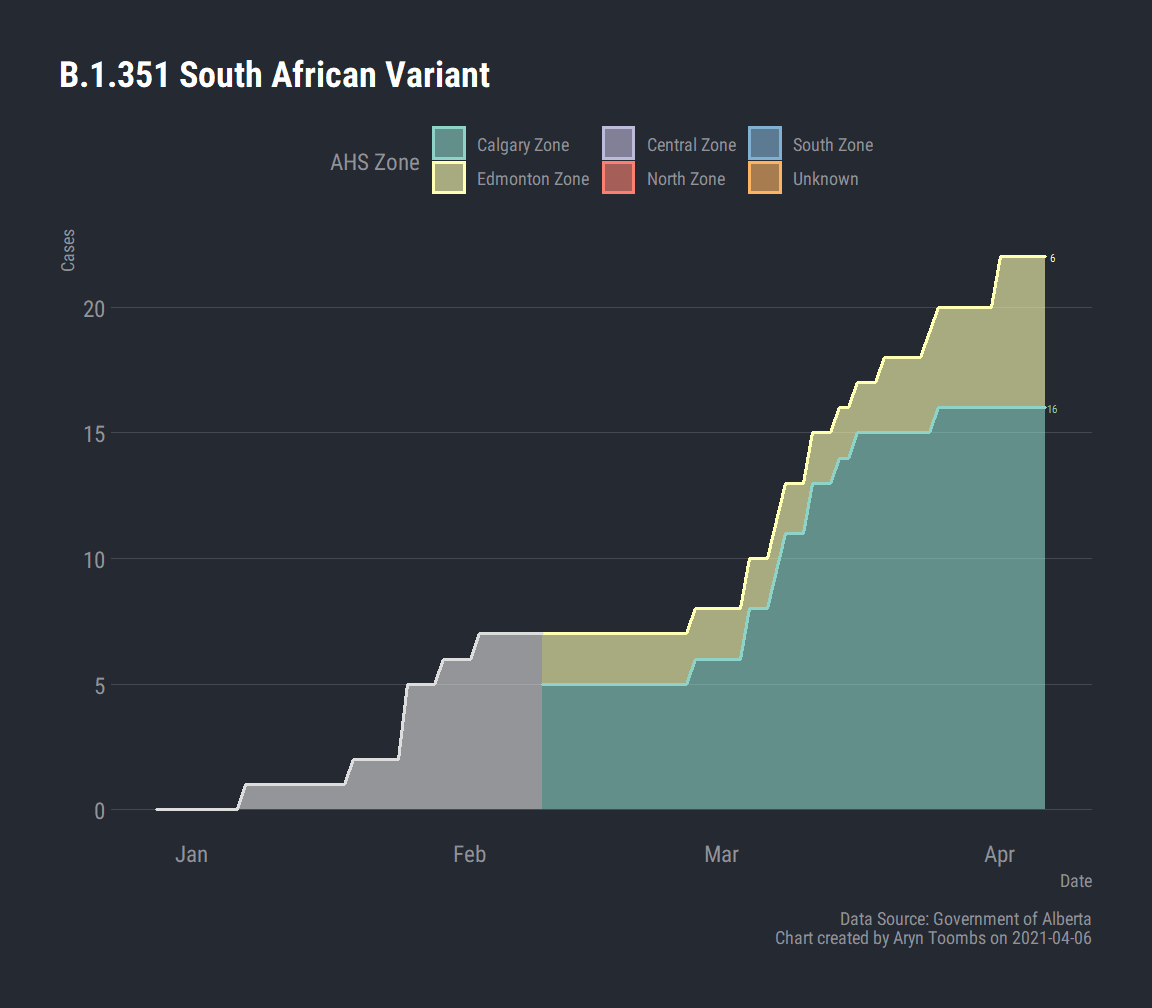 B.1.351 South African Variant
AHS Zone
Calgary Zone
Central Zone
South Zone
Edmonton Zone
North Zone
Unknown
Cases
20
15
10
5
0
6
16
Jan
Feb
Mar
Apr
Date
Data Source: Government of Alberta
Chart created by Aryn Toombs on 2021-04-06